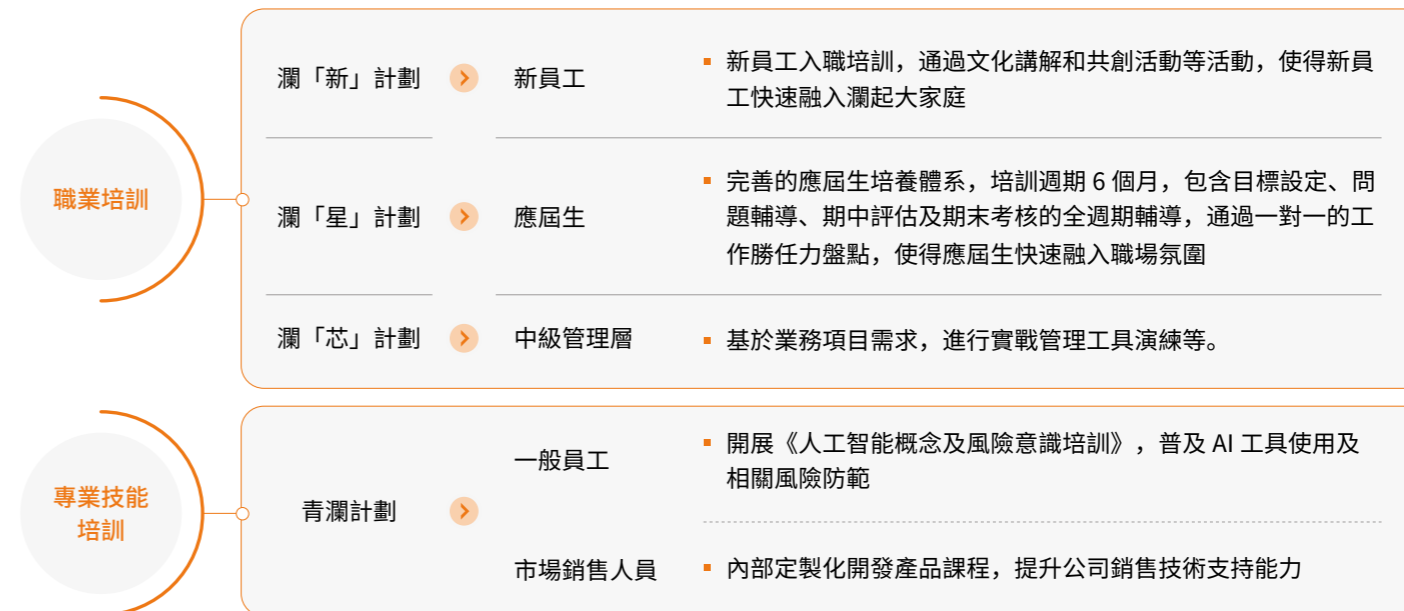 職業培訓
瀾「新」計劃
新員工
新員工入職培訓，通過文化講解和共創活動等活動，使得新員
工快速融入瀾起大家庭
瀾「星」計劃
應屆生
完善的應屆生培養體系，培訓週期 6 個月，包含目標設定、問
題輔導、期中評估及期末考核的全週期輔導，通過一對一的工
作勝任力盤點，使得應屆生快速融入職場氛圍
瀾「芯」計劃
中級管理層
基於業務項目需求，進行實戰管理工具演練等。
專業技能
培訓
青瀾計劃
一般員工
開展《人工智能概念及風險意識培訓》，普及 AI 工具使用及
相關風險防範
市場銷售人員
內部定製化開發產品課程，提升公司銷售技術支持能力